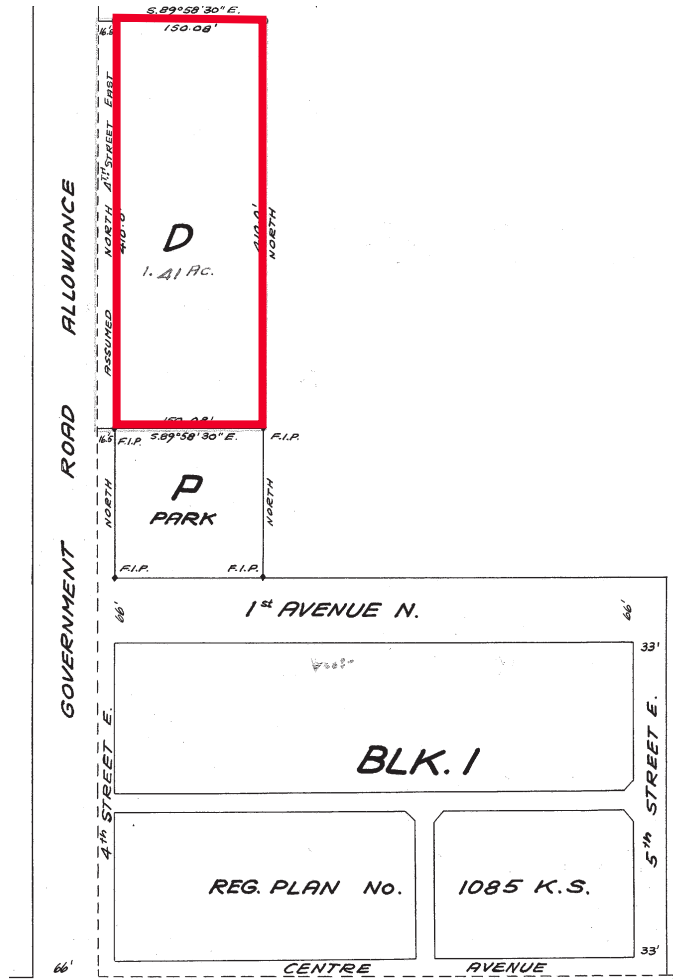 S.89°58'30" E.
150.08'
16.5
NORTH 4TH STREET EAST
ASSUMED
410.0'
410.0'
NORTH
D
1.41 Ac.
150.08'
16.5
F.I.P.
S.89°58'30" E.
F.I.P.
NORTH
P
PARK
NORTH
F.I.P.
F.I.P.
GOVERNMENT ROAD ALLOWANCE
66'
1st AVENUE N.
66'
33'
BLK. 1
4th STREET E.
5th STREET E.
REG. PLAN No. 1085 K.S.
33'
66'
CENTRE AVENUE